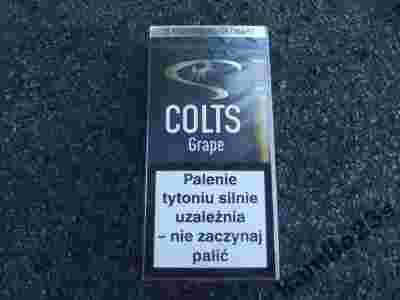 COLTS
Grape
Palenie
tytoniu silnie
uzależnia
– nie zaczynaj
palić